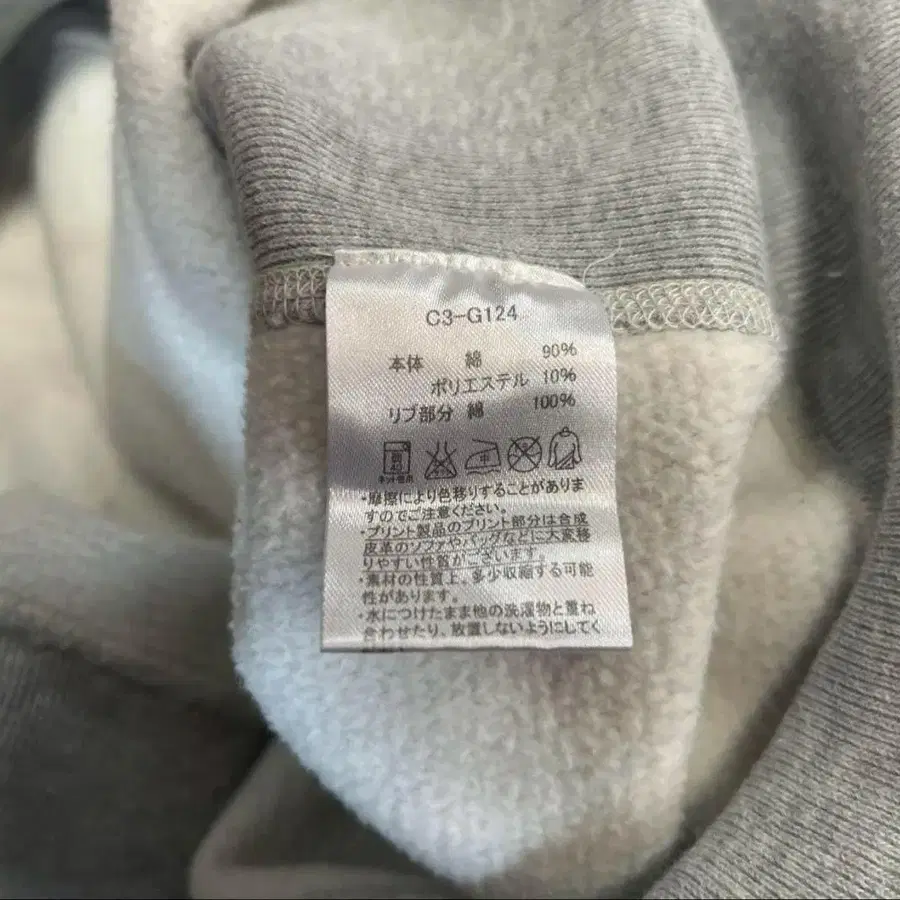 C3-G124
本体 綿 90%
ポリエステル 10%
リブ部分 綿 100%
40 中
ネット使用
・摩擦により色移りすることがありま
すのでご注意ください。
・プリント製品のプリント部分は合成
皮革のソファやバッグなどに大変移
りやすい性質がございます。
・素材の性質上、多少収縮する可能
性があります。
・水につけたまま他の洗濯物と重ね
合わせたり、放置しないようにしてく